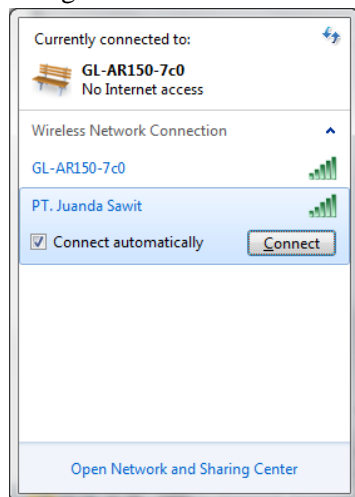 Currently connected to:
GL-AR150-7c0
No Internet access
Wireless Network Connection
GL-AR150-7c0
PT. Juanda Sawit
Connect automatically
Connect
Open Network and Sharing Center